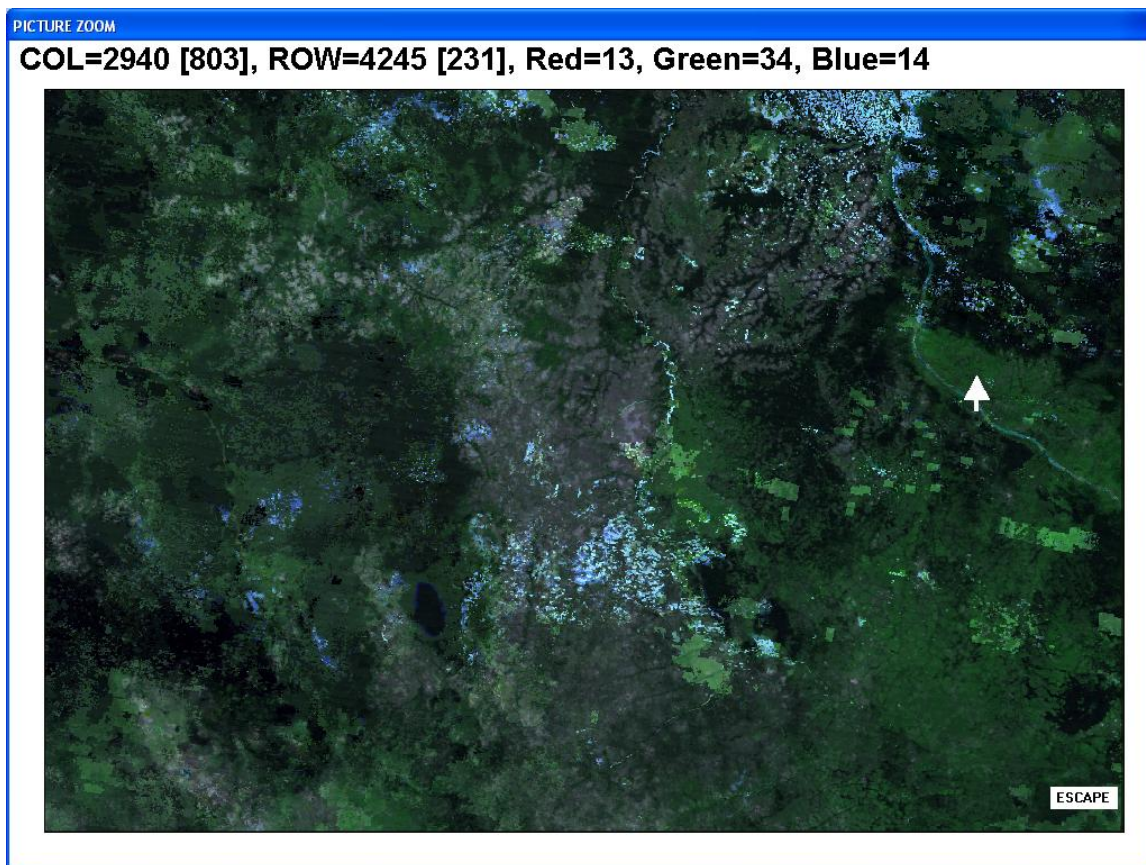 PICTURE ZOOM
COL=2940 [803], ROW=4245 [231], Red=13, Green=34, Blue=14
ESCAPE